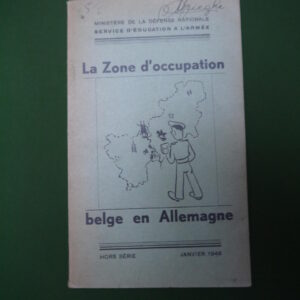 MINISTÈRE DE LA DÉFENSE NATIONALE
SERVICE D'ÉDUCATION A L'ARMÉE
La Zone d'occupation
belge en Allemagne
HORS SÉRIE JANVIER 1948